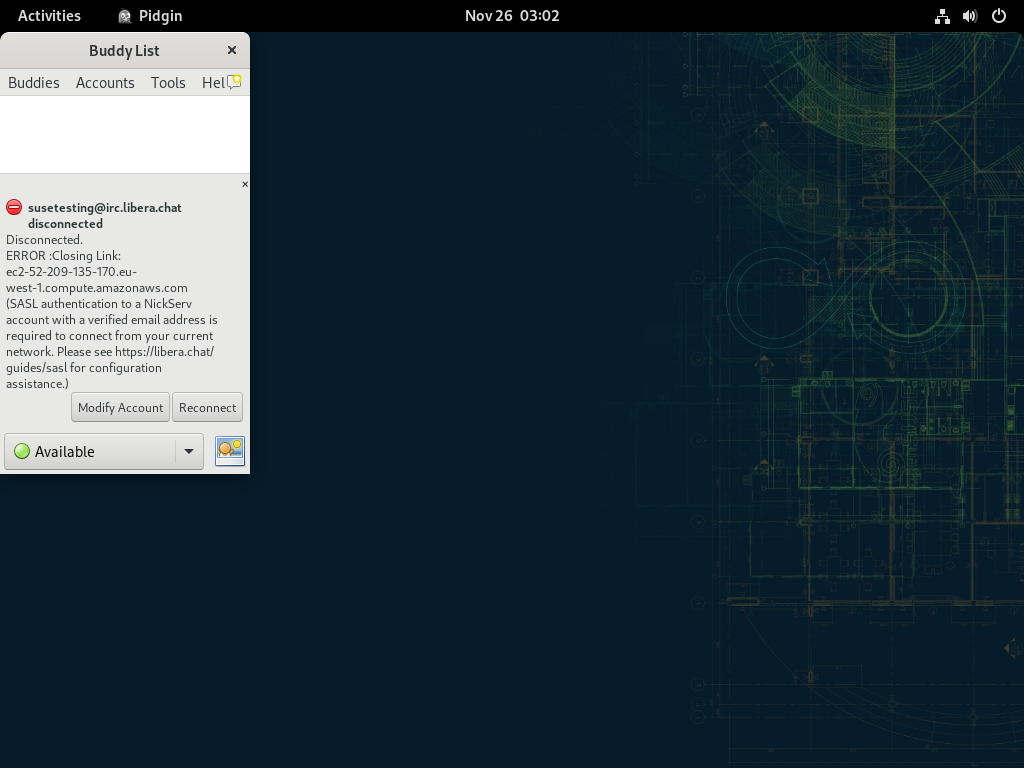 Activities Pidgin Nov 26 03:02
Buddy List ×
Buddies Accounts Tools Hel
×
susetesting@irc.libera.chat
disconnected
Disconnected.
ERROR :Closing Link:
ec2-52-209-135-170.eu-
west-1.compute.amazonaws.com
(SASL authentication to a NickServ
account with a verified email address is
required to connect from your current
network. Please see https://libera.chat/
guides/sasl for configuration
assistance.)
Modify Account Reconnect
Available